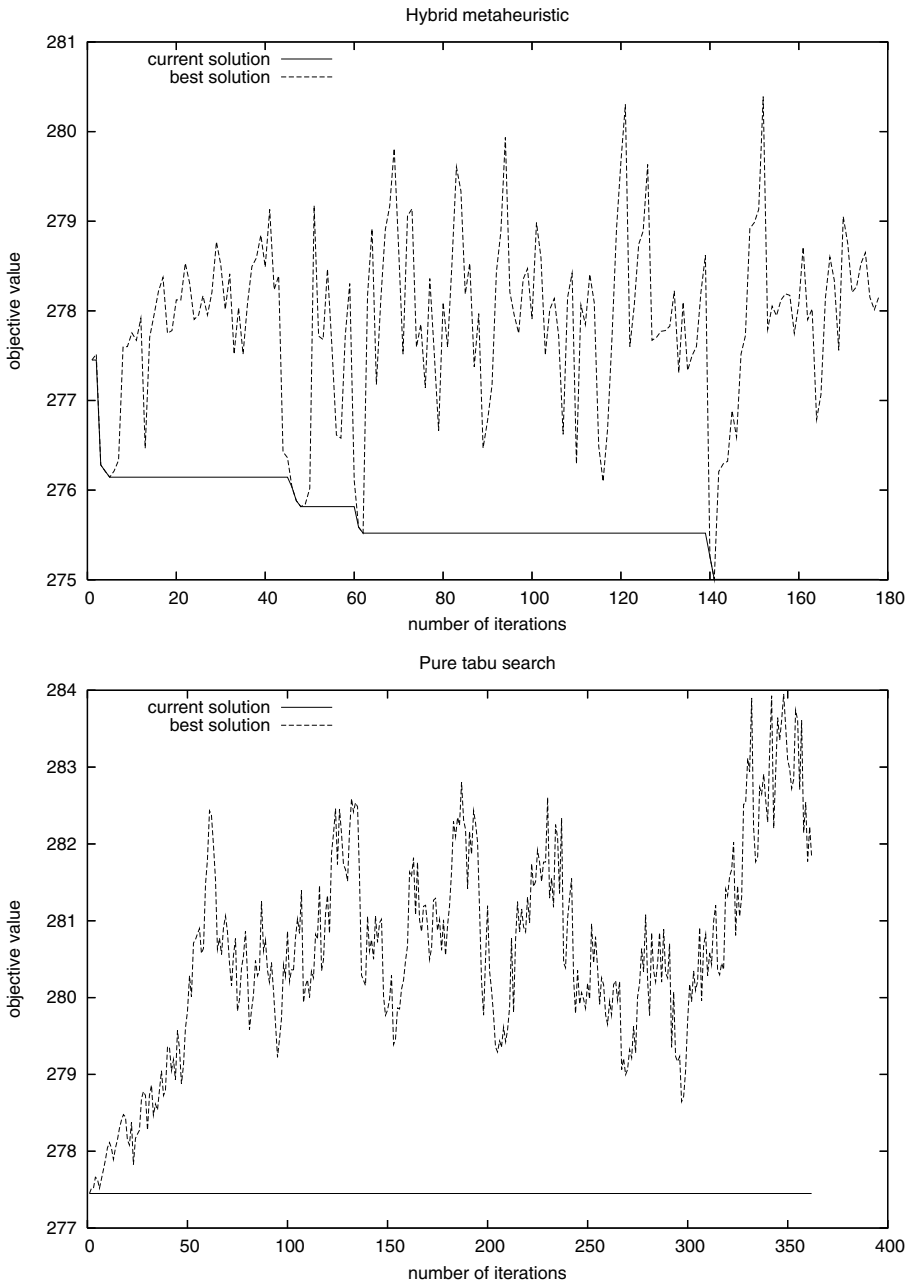 Hybrid metaheuristic
281
280
279
278
277
276
275
objective value
current solution
best solution
0 20 40 60 80 100 120 140 160 180
number of iterations
Pure tabu search
284
283
282
281
280
279
278
277
objective value
current solution
best solution
0 50 100 150 200 250 300 350 400
number of iterations